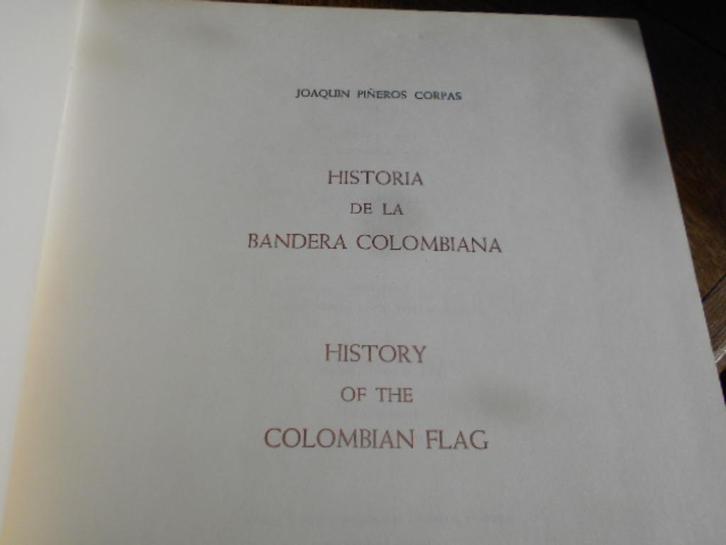 JOAQUIN PIÑEROS CORPAS
HISTORIA
DE LA
BANDERA COLOMBIANA
HISTORY
OF THE
COLOMBIAN FLAG